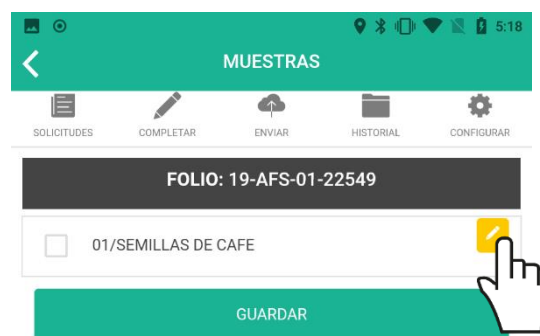 5:18
MUESTRAS
SOLICITUDES COMPLETAR ENVIAR HISTORIAL CONFIGURAR
FOLIO: 19-AFS-01-22549
01/SEMILLAS DE CAFE
GUARDAR